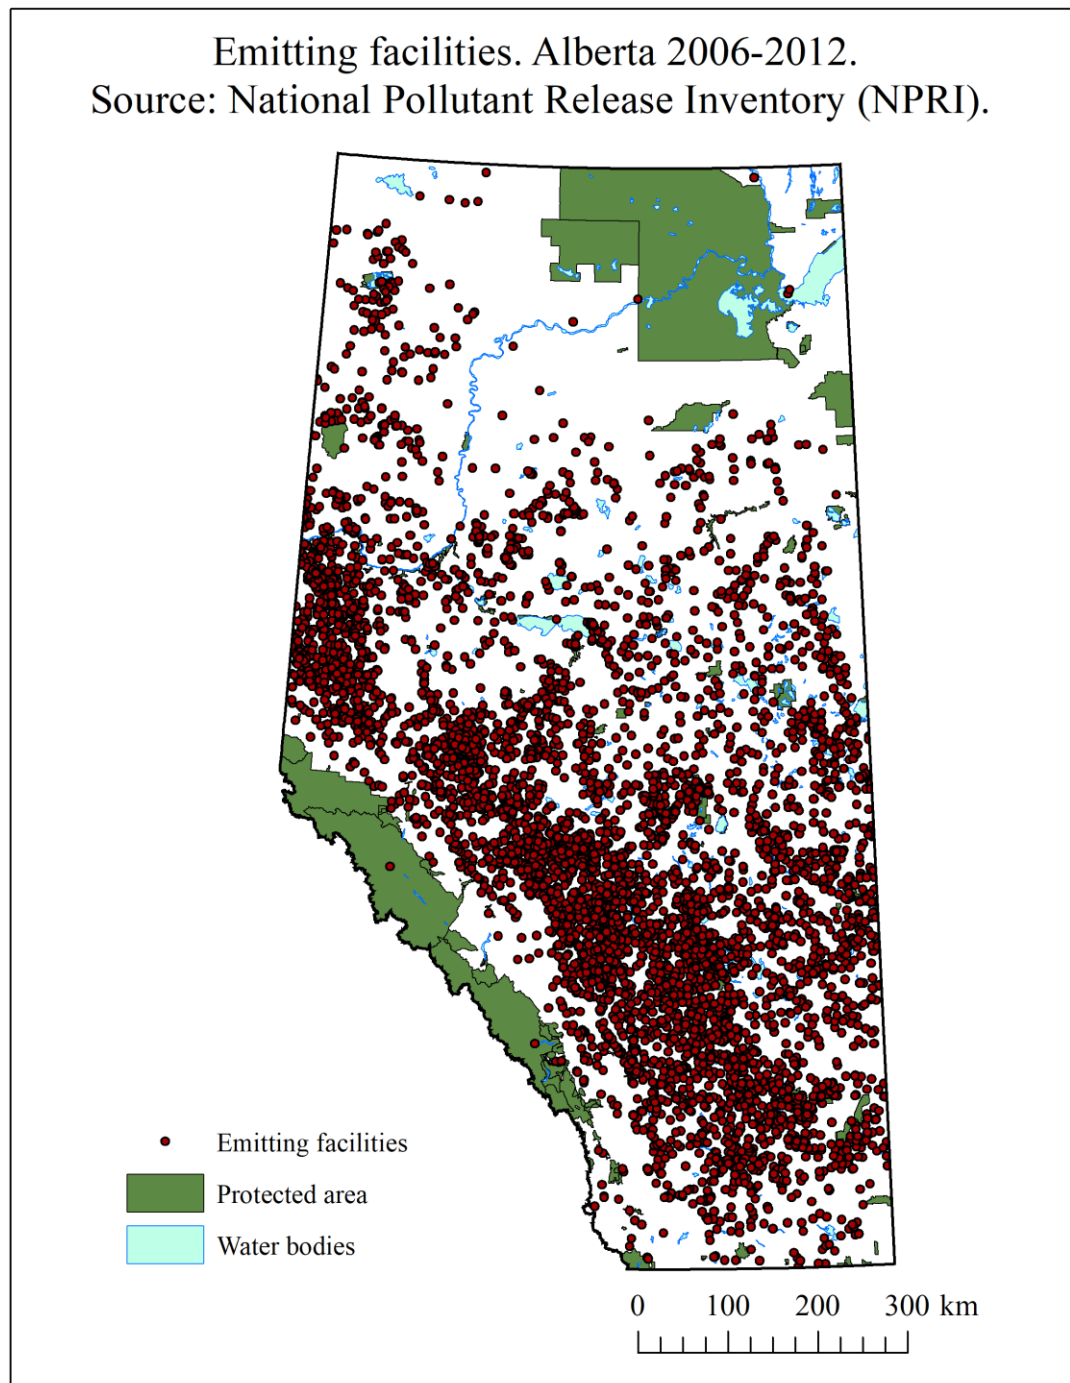 Emitting facilities. Alberta 2006-2012.
Source: National Pollutant Release Inventory (NPRI).
Emitting facilities
Protected area
Water bodies
0 100 200 300 km